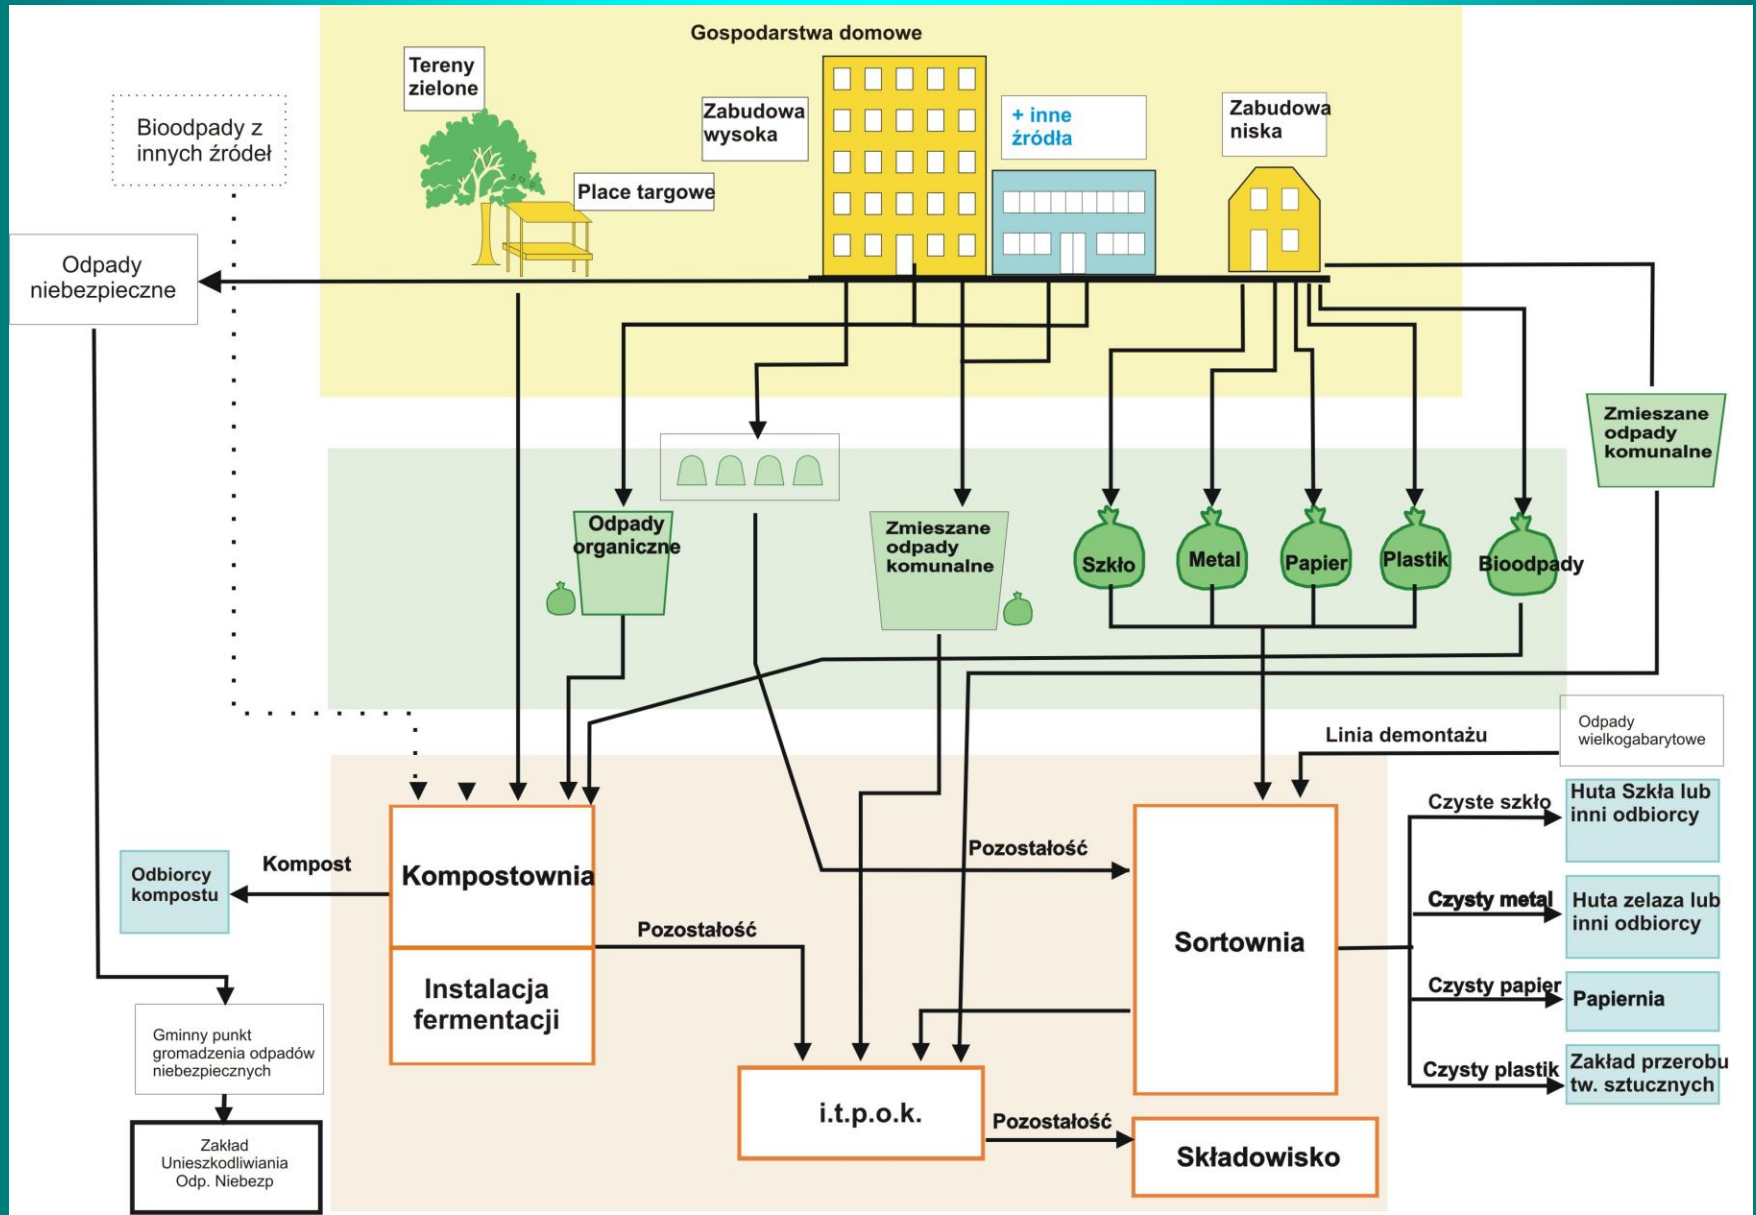 Gospodarstwa domowe
Tereny
zielone
Zabudowa
wysoka
+ inne
źródła
Zabudowa
niska
Bioodpady z
innych źródeł
Place targowe
Odpady
niebezpieczne
Zmieszane
odpady
komunalne
Odpady
organiczne
Zmieszane
odpady
komunalne
Szkło
Metal
Papier
Plastik
Bioodpady
Odpady
wielkogabarytowe
Linia demontażu
Kompostownia
Instalacja
fermentacji
Kompost
Odbiorcy
kompostu
Pozostałość
Pozostałość
Sortownia
Czyste szkło
Huta Szkła lub
inni odbiorcy
Czysty metal
Huta zelaza lub
inni odbiorcy
Czysty papier
Papiernia
Czysty plastik
Zakład przerobu
tw. sztucznych
Gminny punkt
gromadzenia odpadów
niebezpiecznych
i.t.p.o.k.
Pozostałość
Składowisko
Zakład
Unieszkodliwiania
Odp. Niebezp